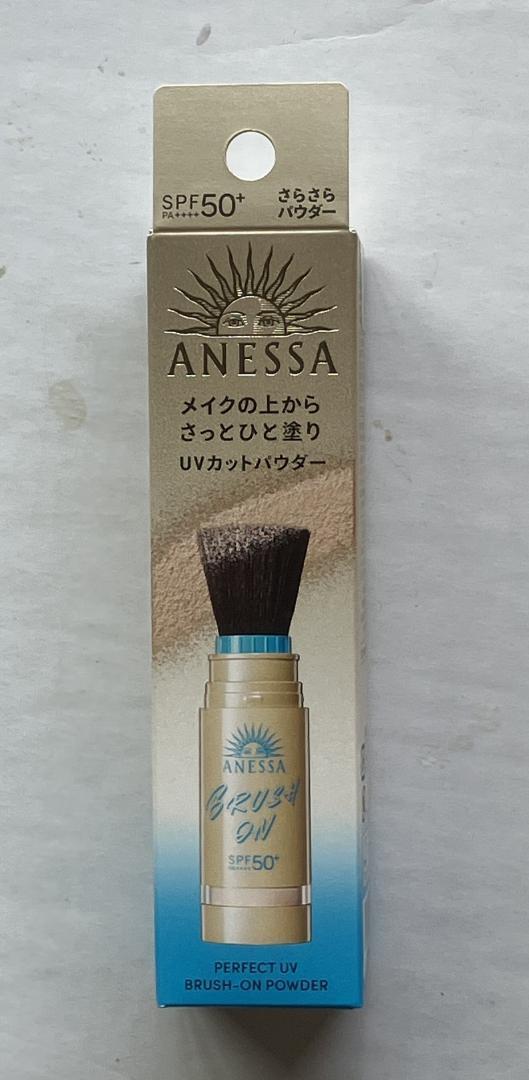 SPF50+ さらさら
PA++++ パウダー
ANESSA
メイクの上から
さっとひと塗り
UVカットパウダー
ANESSA
BRUSH
ON
SPF50+
PA++++
PERFECT UV
BRUSH-ON POWDER